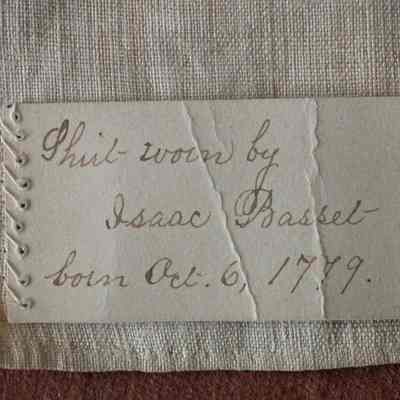 Shirt worn by
Isaac Basset
born Oct. 6, 1779.